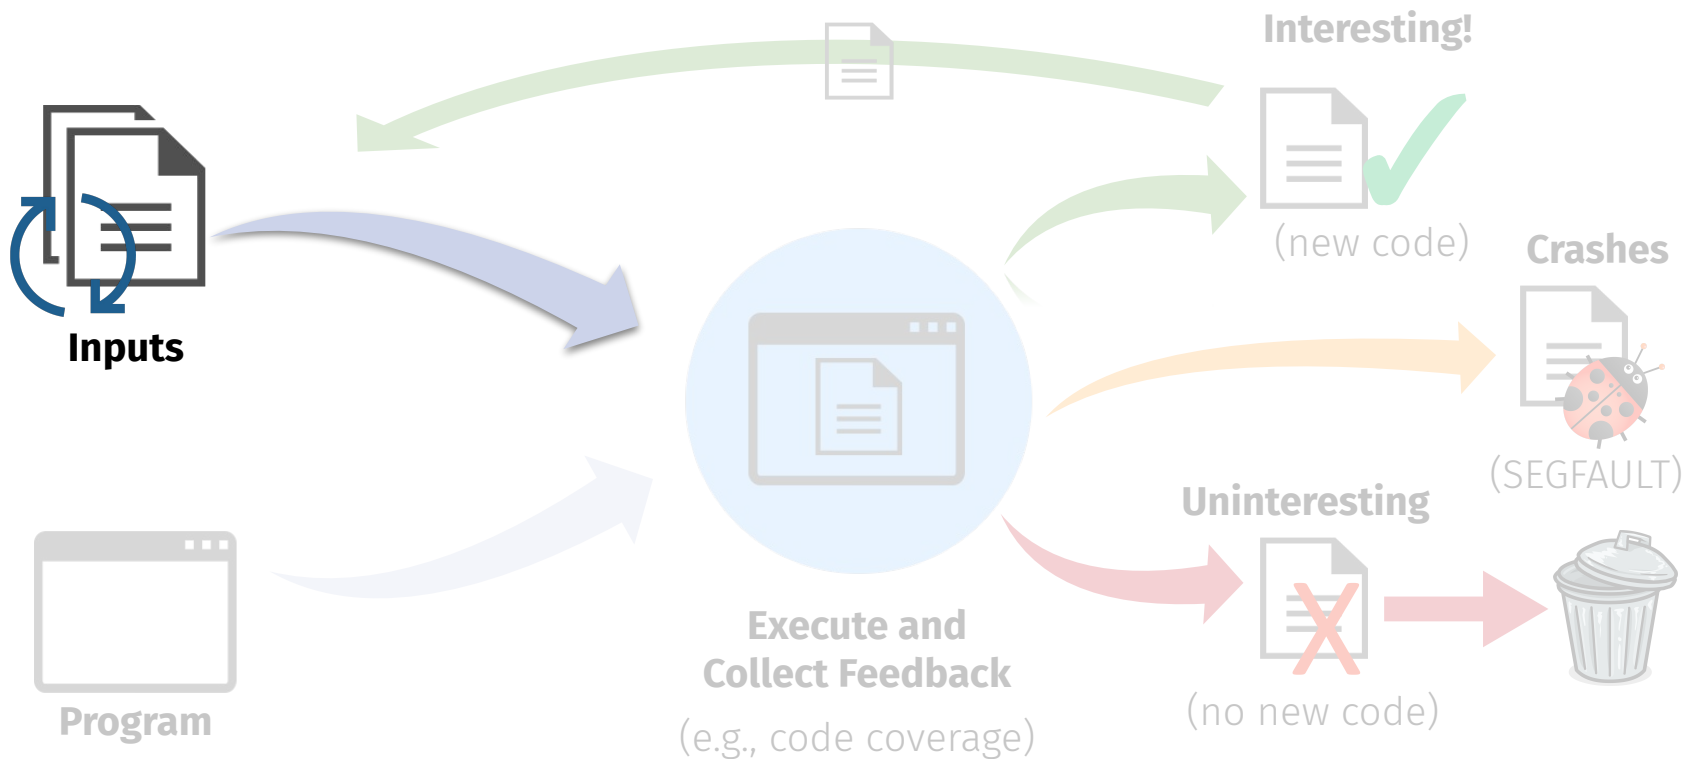 Interesting!
(new code)
Crashes
(SEGFAULT)
Inputs
Uninteresting
(no new code)
Execute and
Collect Feedback
(e.g., code coverage)
Program